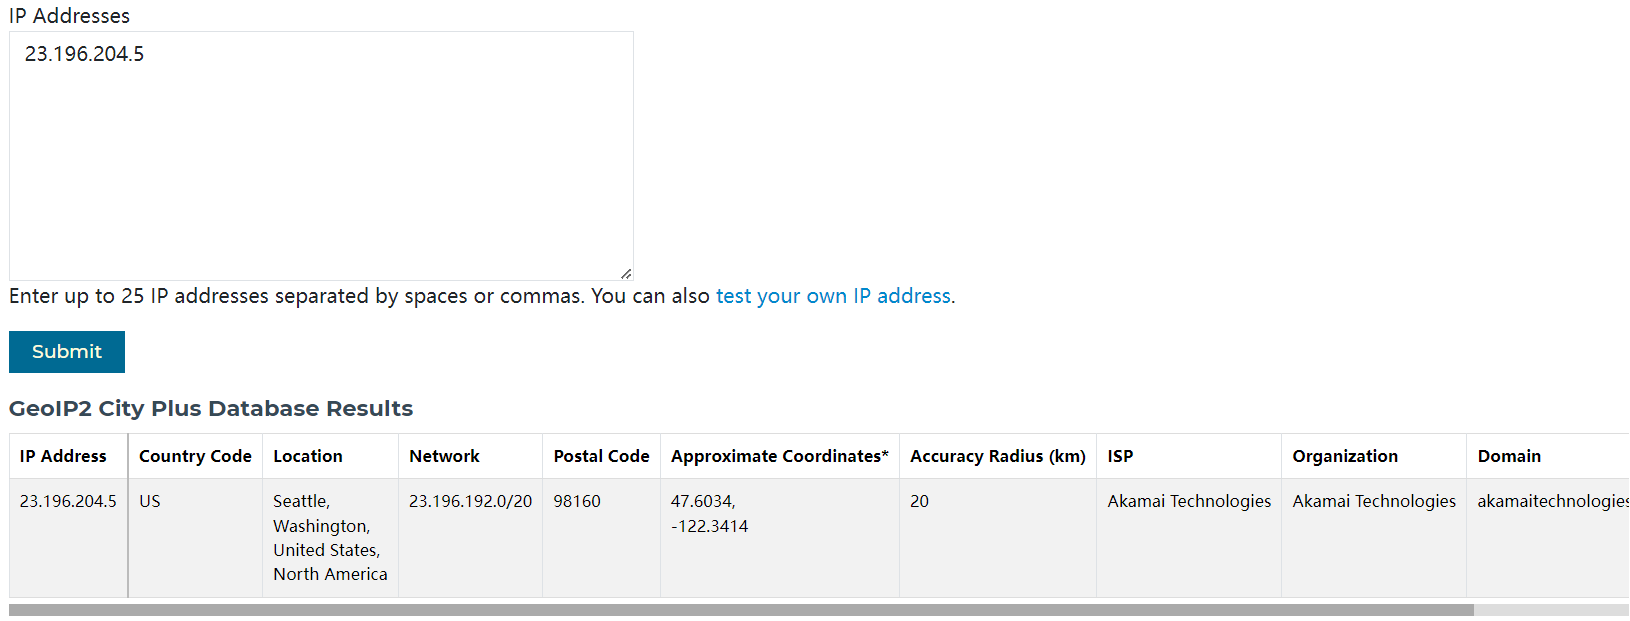 IP Addresses
23.196.204.5
Enter up to 25 IP addresses separated by spaces or commas. You can also test your own IP address.
Submit
GeoIP2 City Plus Database Results
IP Address Country Code Location Network Postal Code Approximate Coordinates* Accuracy Radius (km) ISP Organization Domain
23.196.204.5 US Seattle, 23.196.192.0/20 98160 47.6034, 20 Akamai Technologies Akamai Technologies akamaitechnologies
Washington, -122.3414
United States,
North America